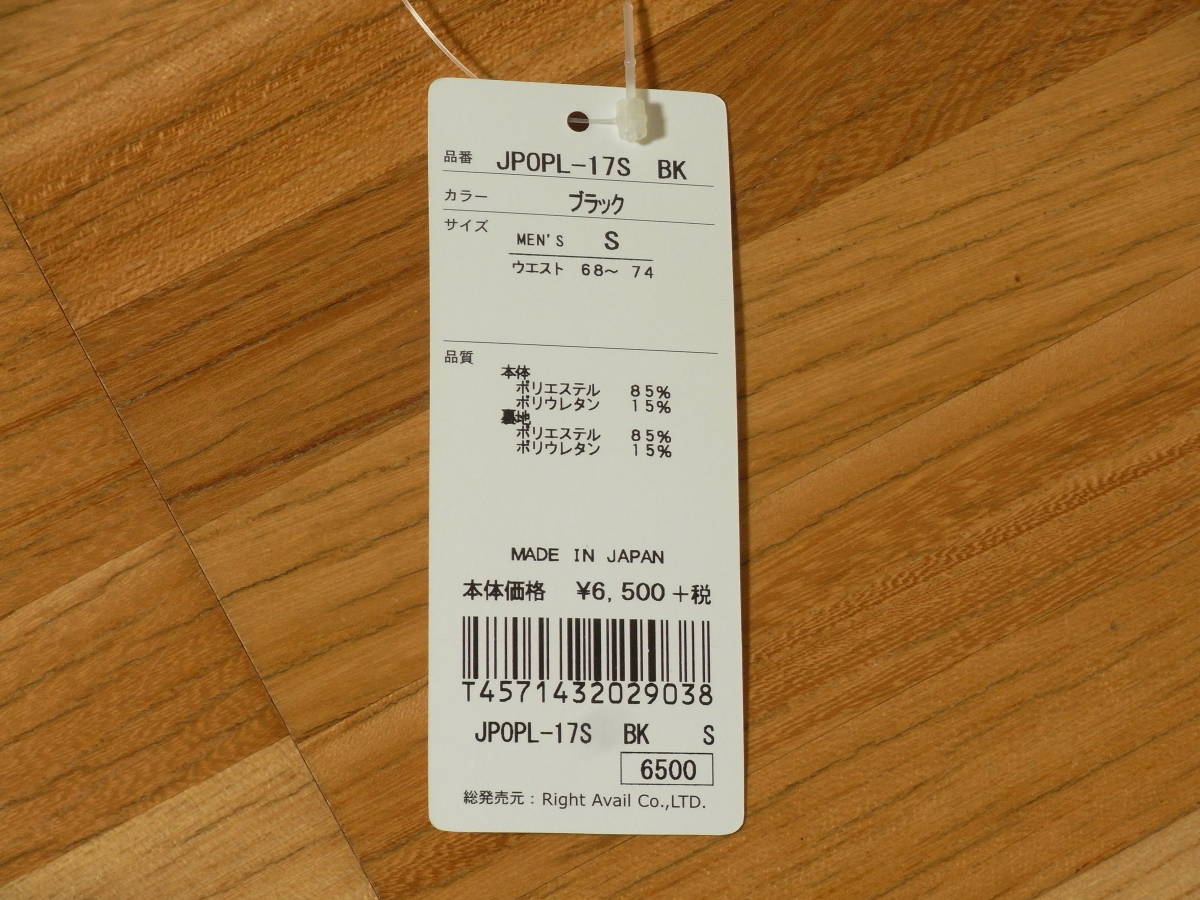 品番 JPOPL-17S BK
カラー ブラック
サイズ MEN'S S
ウエスト 68～ 74
品質
本体
ポリエステル 85%
ポリウレタン 15%
裏地
ポリエステル 85%
ポリウレタン 15%
MADE IN JAPAN
本体価格 ¥6,500+税
T4571432029038
JPOPL-17S BK S
6500
総発売元：Right Avail Co.,LTD.